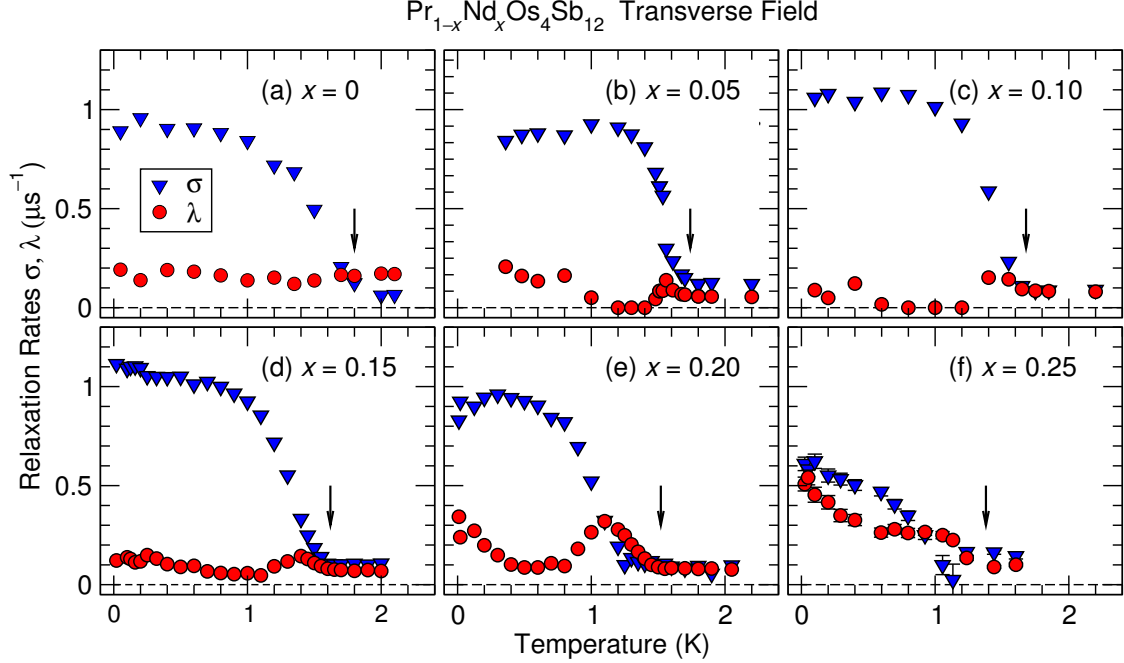 Pr1−xNdxOs4Sb12 Transverse Field
(a) x = 0
(b) x = 0.05
(c) x = 0.10
1
0.5
0
σ
λ
Relaxation Rates σ, λ (μs−1)
(d) x = 0.15
(e) x = 0.20
(f) x = 0.25
1
0.5
0
0 1 2 0 1 2 0 1 2
Temperature (K)